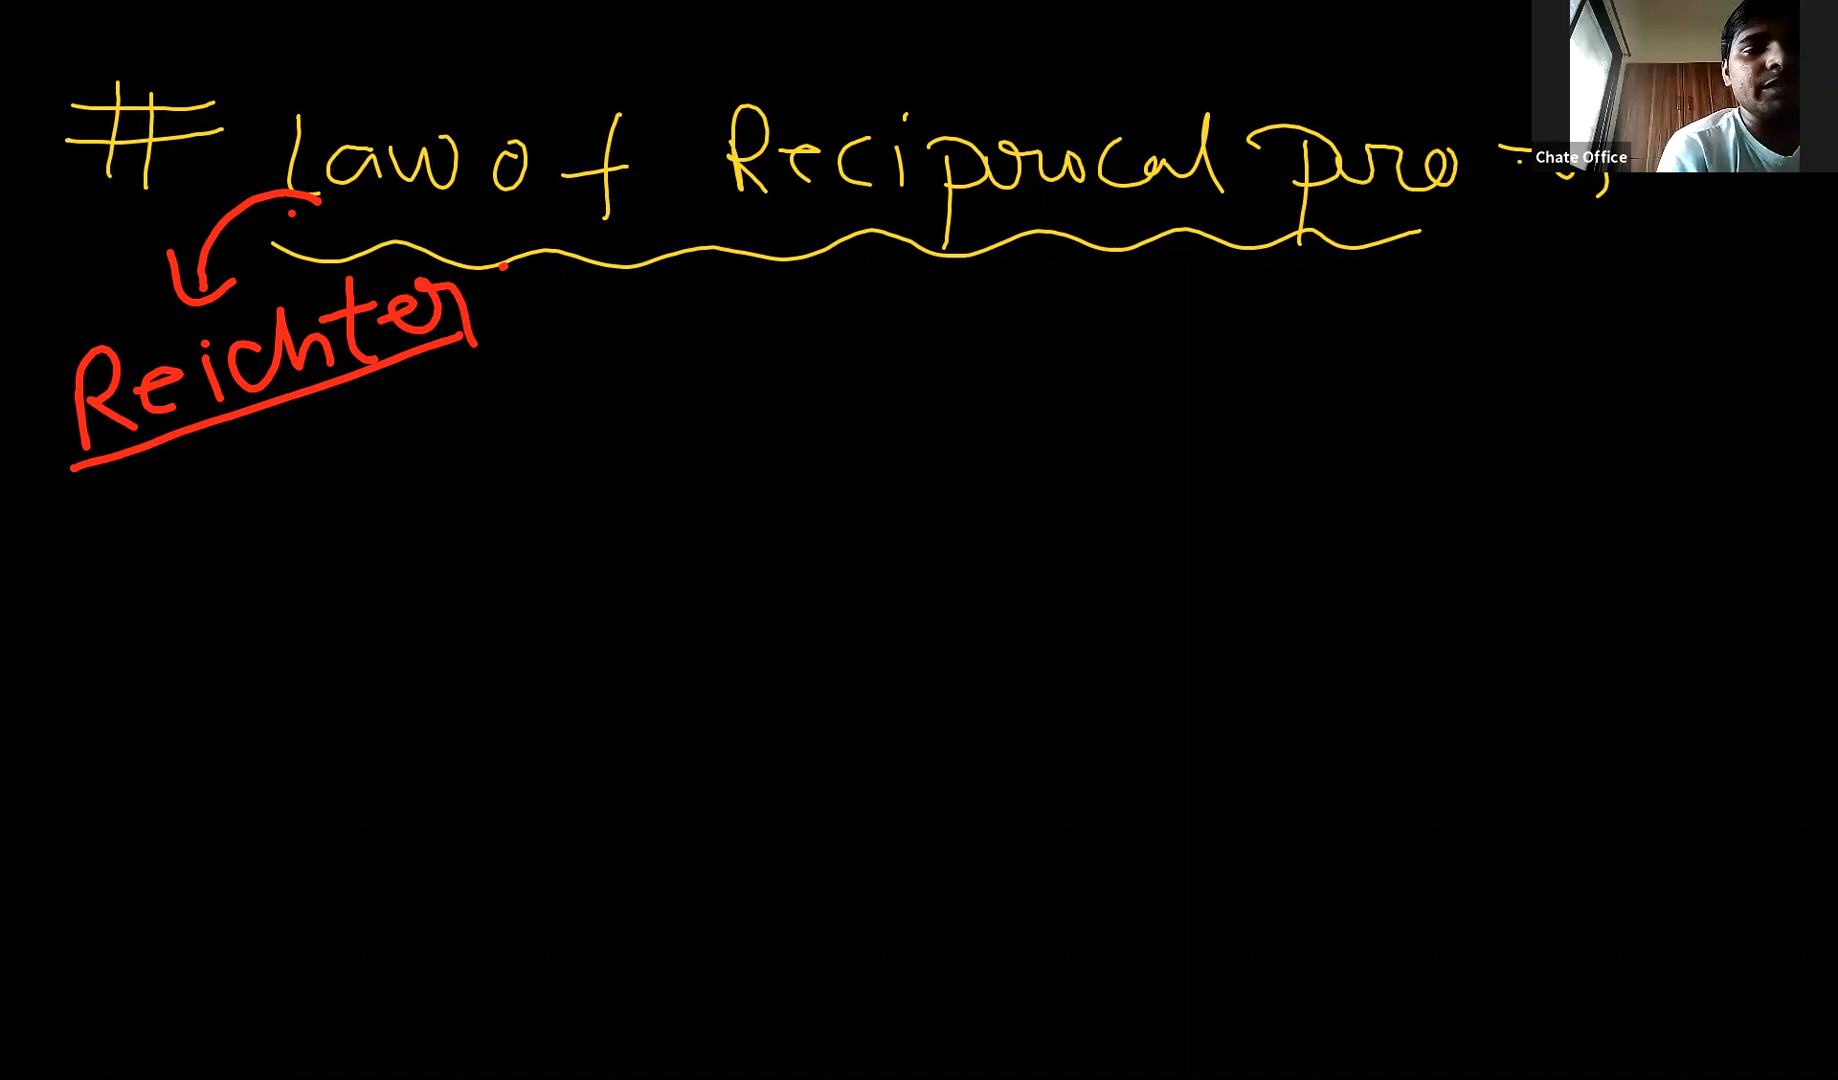 # Law of Reciprocal pro
Chate Office
Reichter